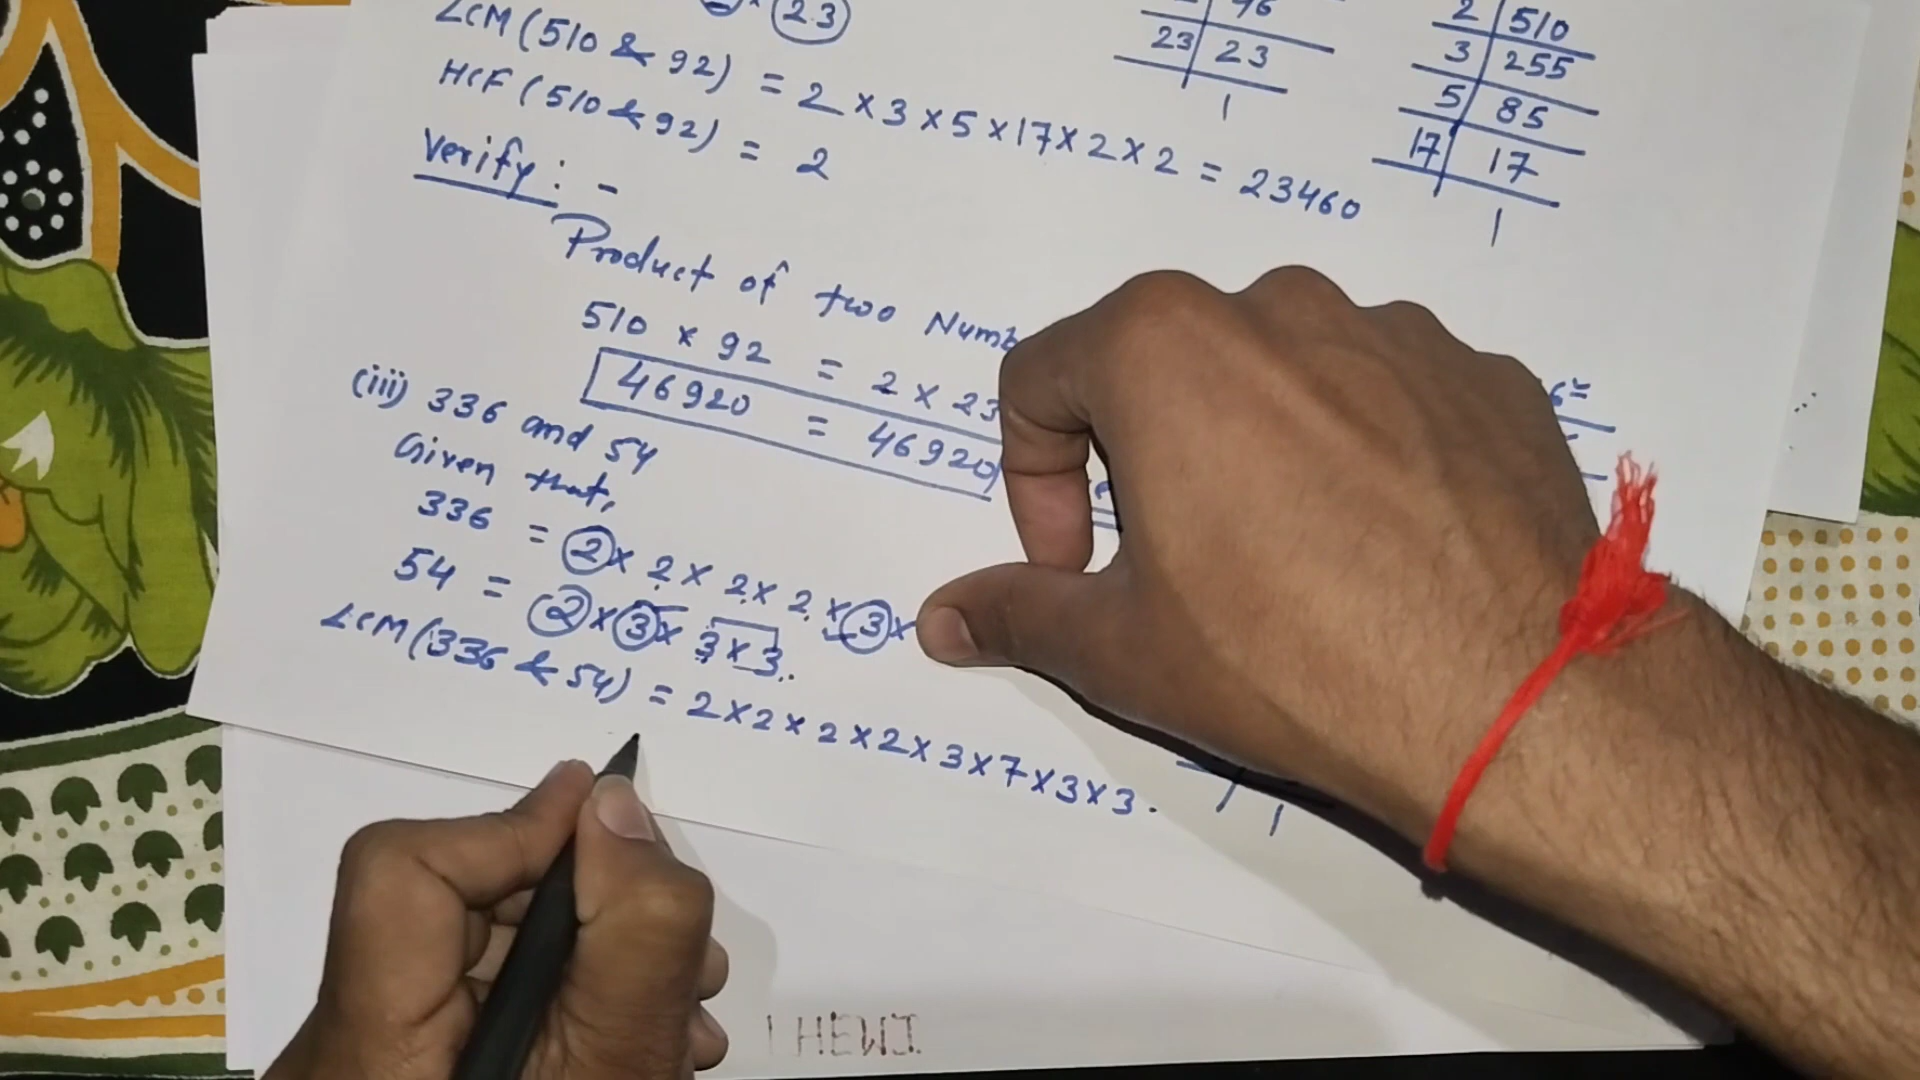 23
LCM (510 & 92) = 2 × 3 × 5 × 17 × 2 × 2 = 23460
HCF (510 & 92) = 2
Verify : -
Product of two
510 × 92 = 2 × 23
46920 = 46920
(iii) 336 and 54
Given that,
336 = 2 × 2 × 2 × 2 × 3 ×
54 = 2 × 3 × 3 × 3.
LCM (336 & 54) = 2 × 2 × 2 × 2 × 3 × 7 × 3 × 3.
23 23
1
2 510
3 255
5 85
17 17
1
1